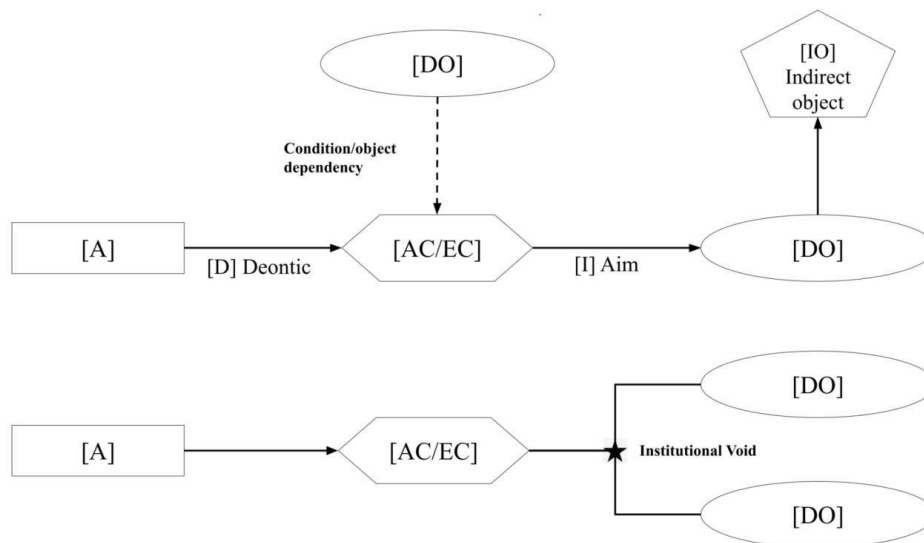 [DO]
[IO]
Indirect
object
Condition/object
dependency
[A]
[D] Deontic
[AC/EC]
[I] Aim
[DO]
[DO]
[A]
[AC/EC]
Institutional Void
[DO]